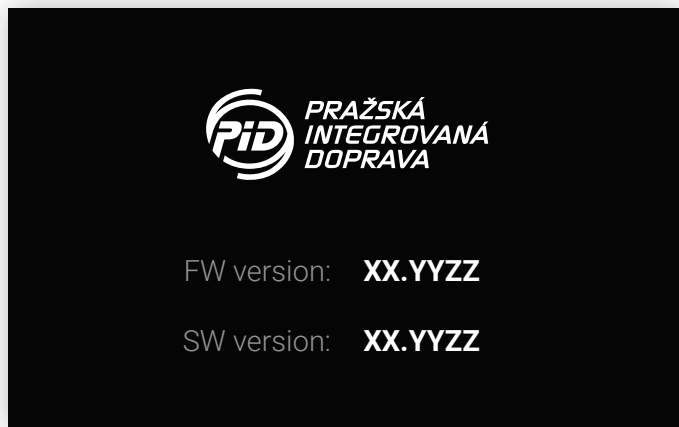 PID
PRAŽSKÁ
INTEGROVANÁ
DOPRAVA
FW version: XX.YYZZ
SW version: XX.YYZZ